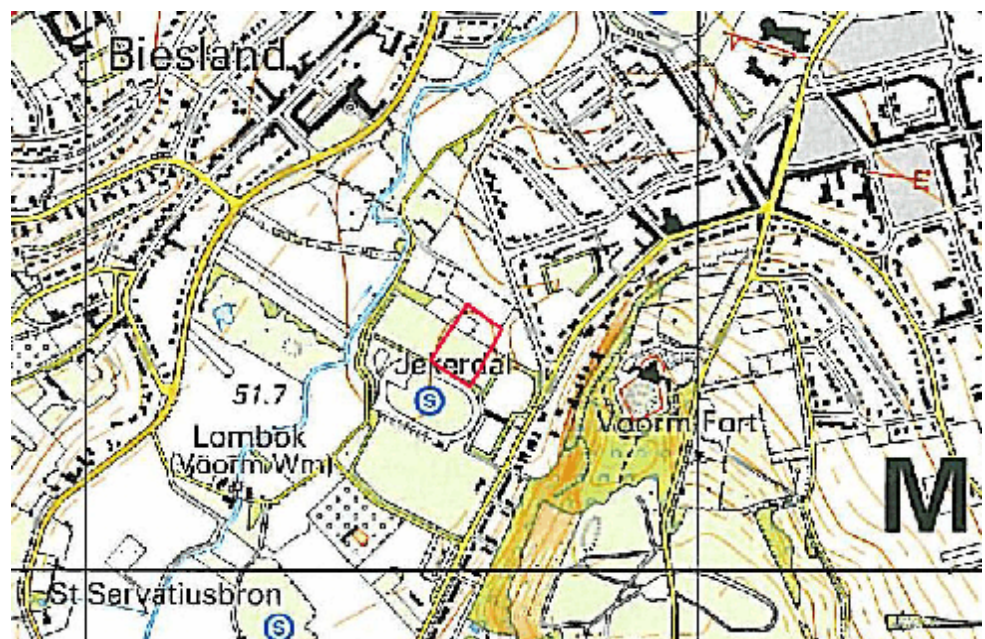 Biesland
E
Jekerdal
S
51.7
Lombok
(Vöorm Wm)
Vöorm Fort
M
St Servatiusbron
S